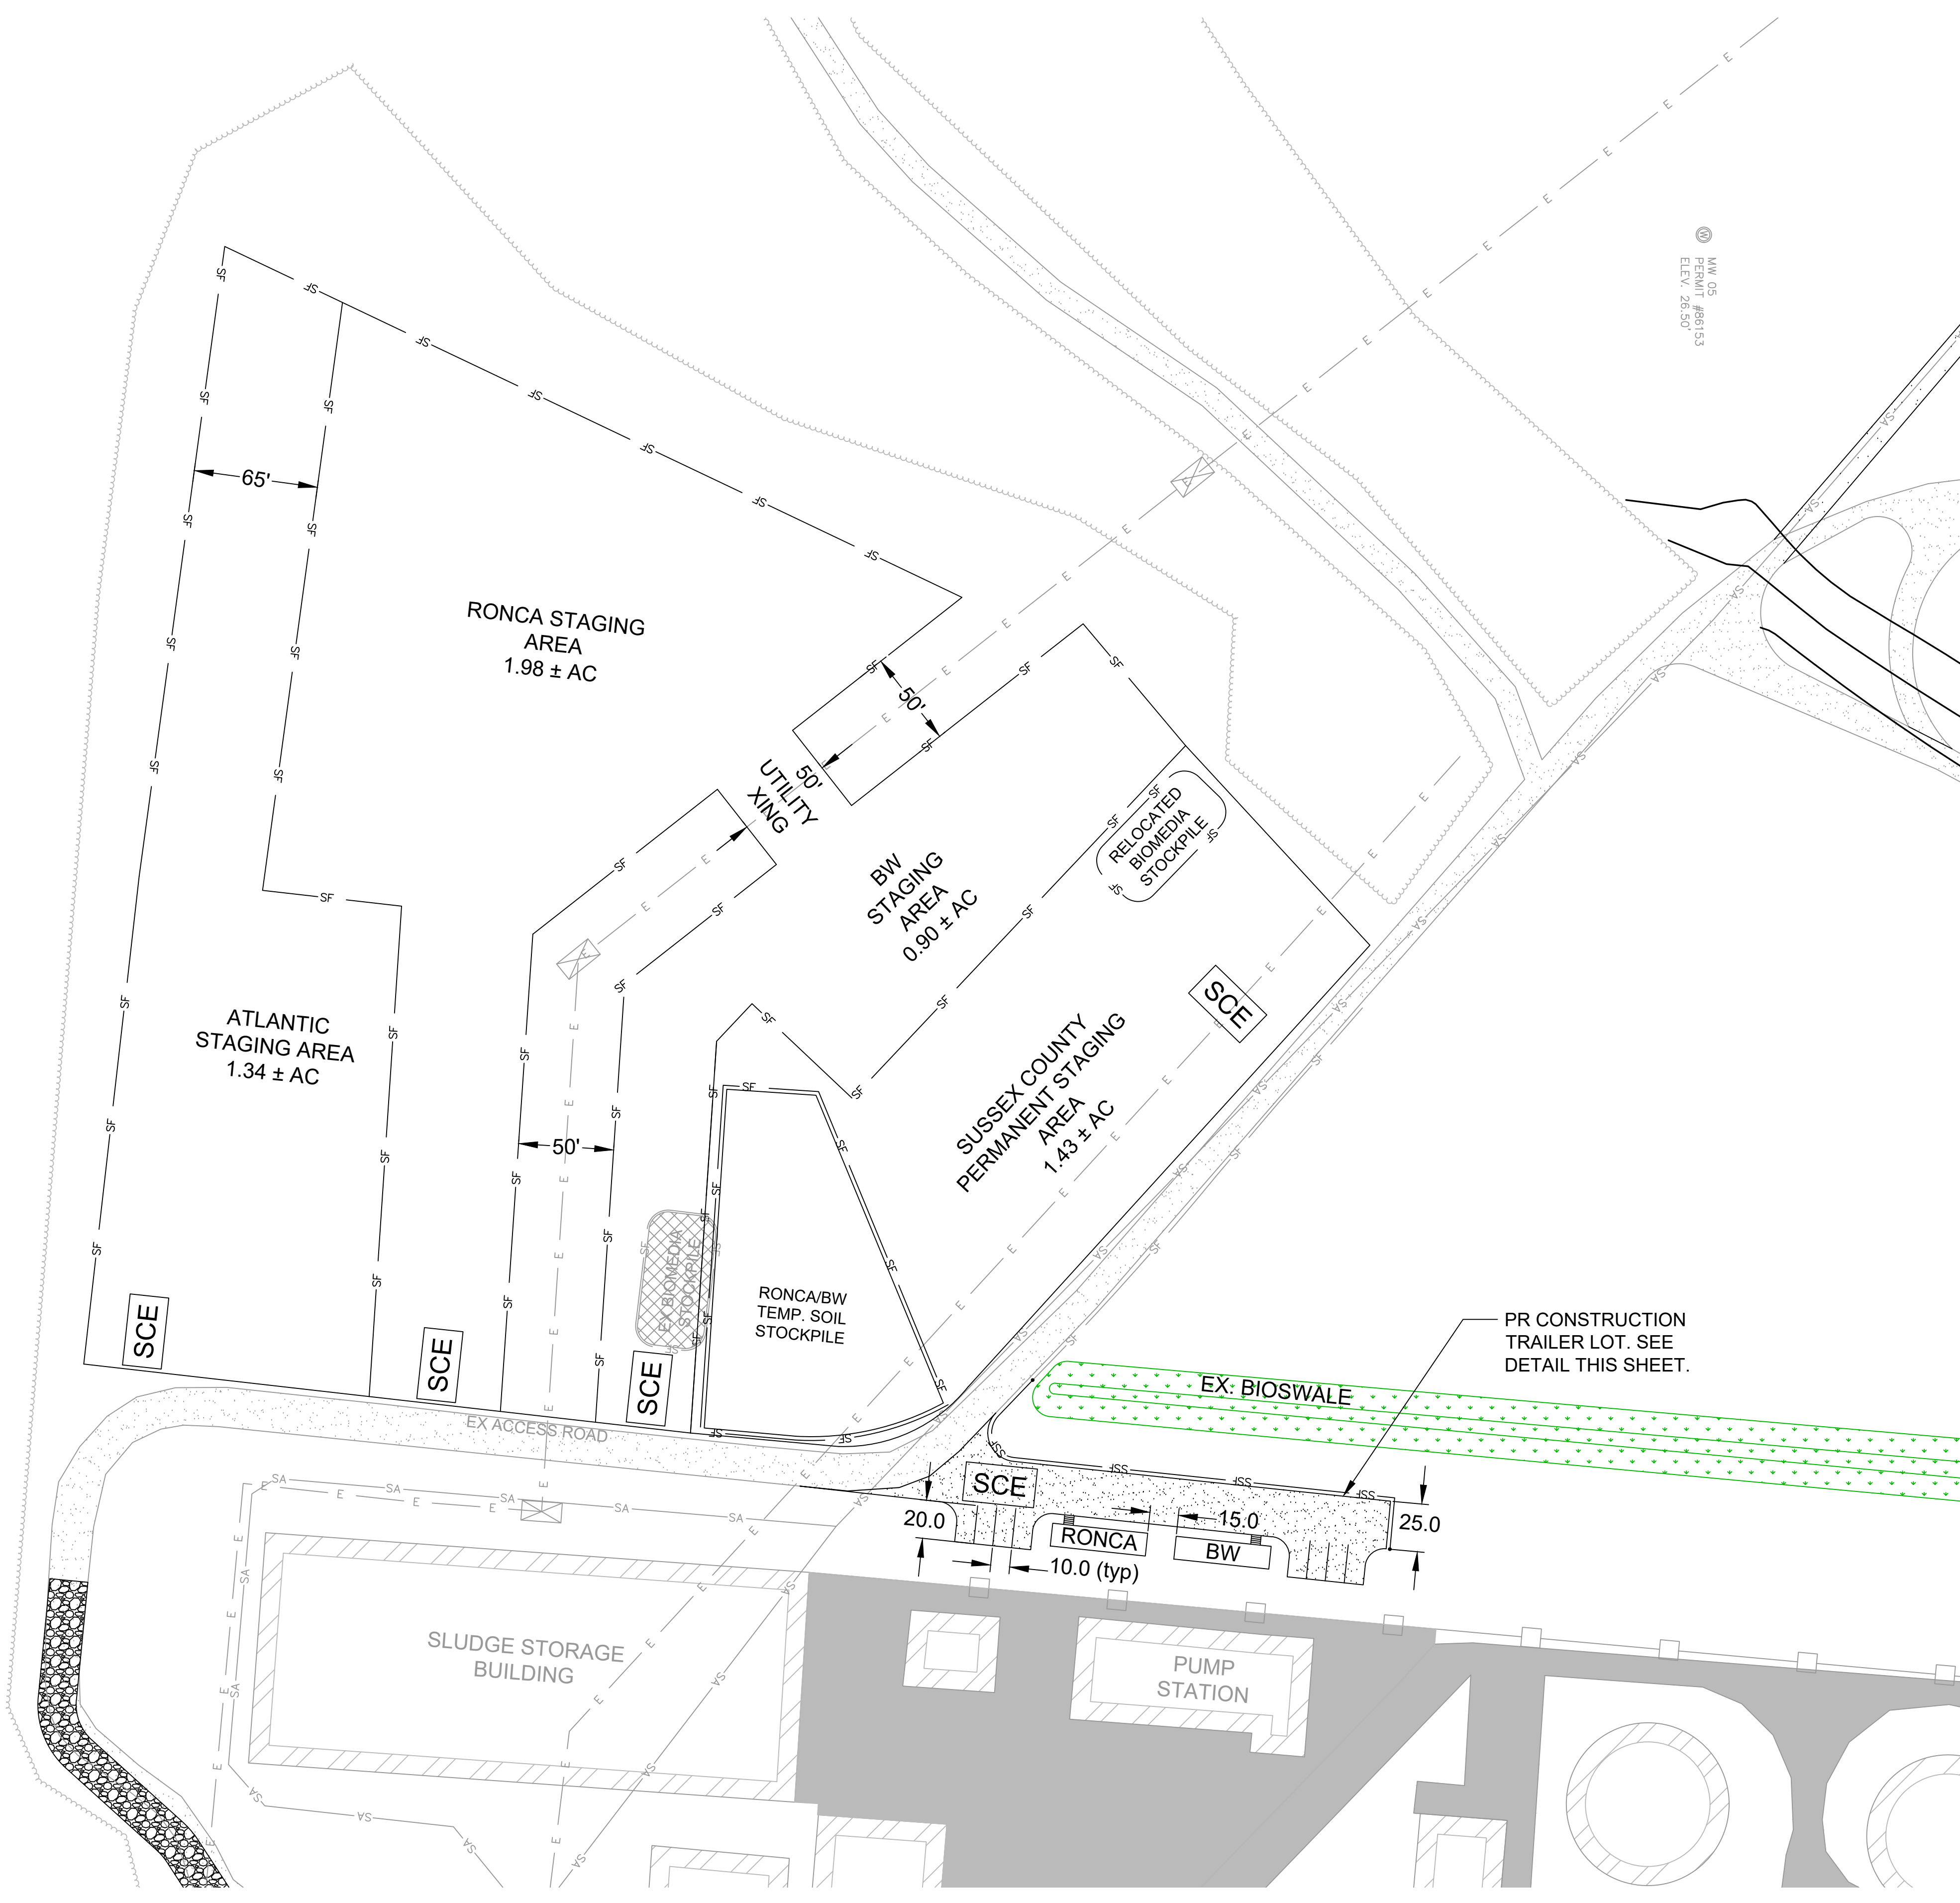 MW 05
PERMIT #86153
ELEV. 26.50'
65'
RONCA STAGING
AREA
1.98 ± AC
50'
50'
UTILITY
XING
BW
STAGING
AREA
0.90 ± AC
RELOCATED
BIOMEDIA
STOCKPILE
SCE
SUSSEX COUNTY
PERMANENT STAGING
AREA
1.43 ± AC
ATLANTIC
STAGING AREA
1.34 ± AC
50'
EX BIOMEDIA
STOCKPILE
RONCA/BW
TEMP. SOIL
STOCKPILE
SCE
SCE
SCE
EX ACCESS ROAD
PR CONSTRUCTION
TRAILER LOT. SEE
DETAIL THIS SHEET.
EX. BIOSWALE
SCE
20.0
RONCA
15.0
BW
25.0
10.0 (typ)
SLUDGE STORAGE
BUILDING
PUMP
STATION
SF
SSF
SA
E